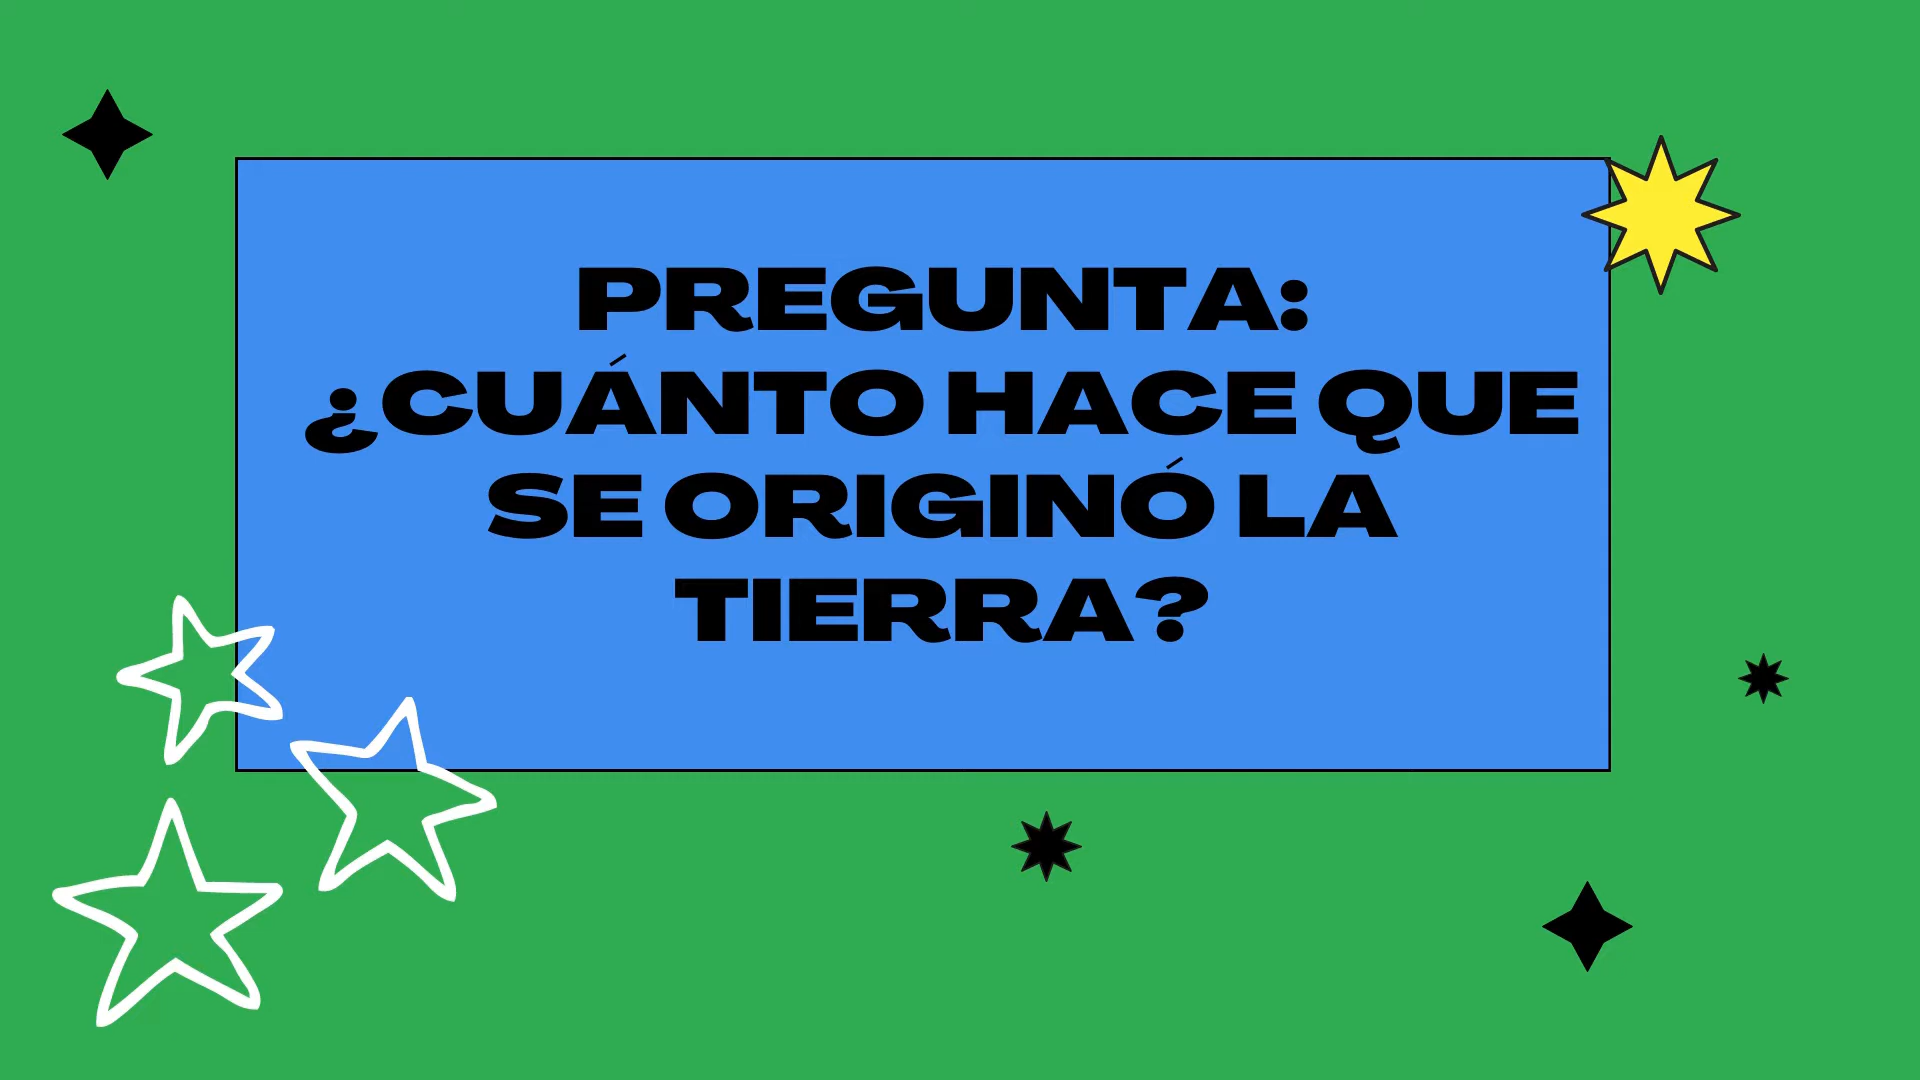 PREGUNTA:
¿CUÁNTO HACE QUE
SE ORIGINÓ LA
TIERRA?